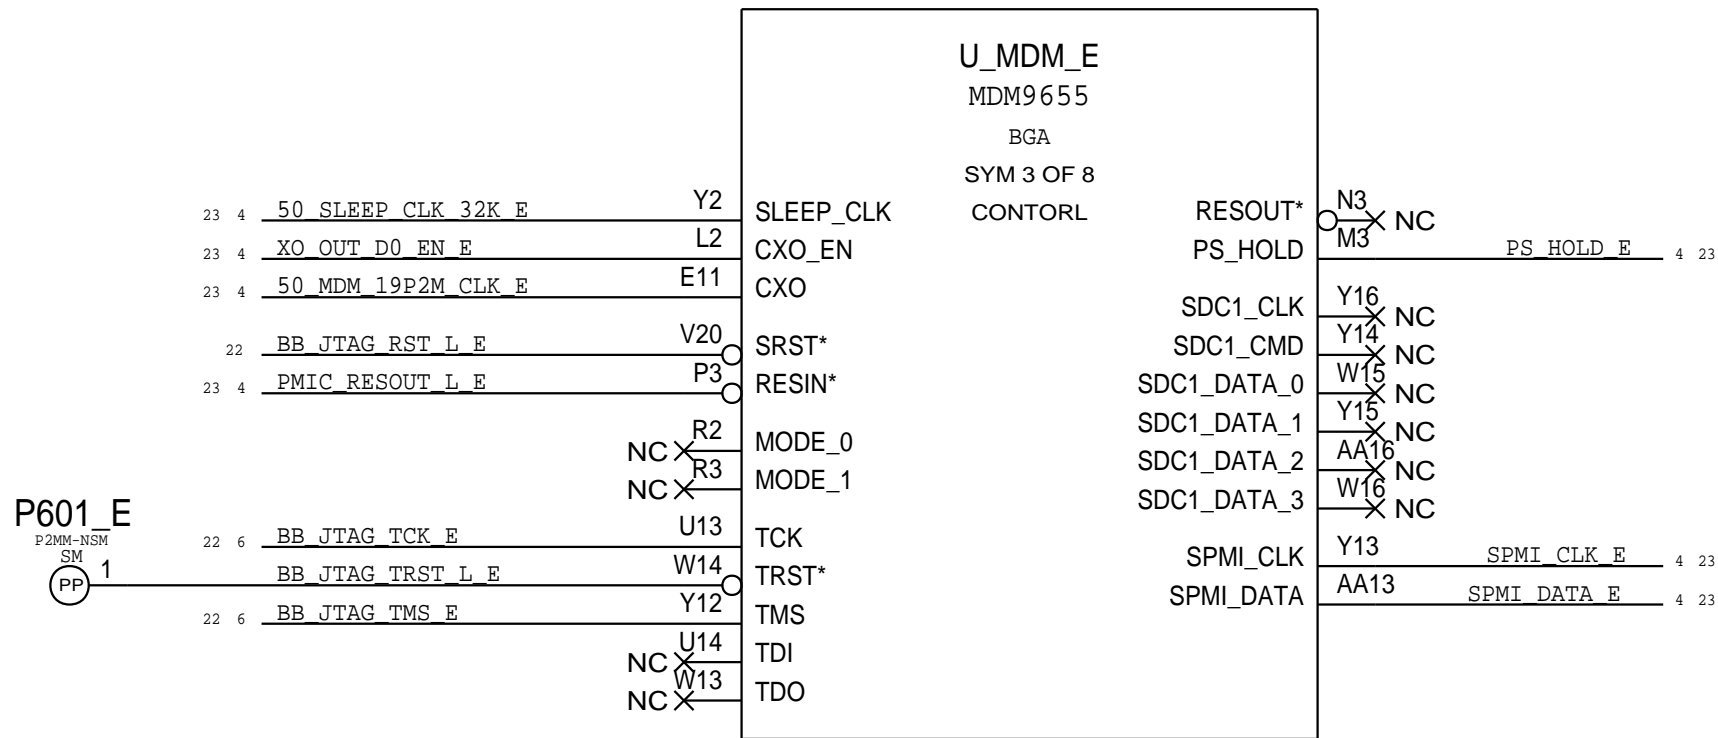 U_MDM_E
MDM9655
BGA
SYM 3 OF 8
CONTORL
23 4 50_SLEEP_CLK_32K_E Y2 SLEEP_CLK
23 4 XO_OUT_D0_EN_E L2 CXO_EN
23 4 50_MDM_19P2M_CLK_E E11 CXO
22 BB_JTAG_RST_L_E V20 SRST*
23 4 PMIC_RESOUT_L_E P3 RESIN*
NC R2 MODE_0
NC R3 MODE_1
P601_E
P2MM-NSM
SM
PP 1
22 6 BB_JTAG_TCK_E U13 TCK
BB_JTAG_TRST_L_E W14 TRST*
22 6 BB_JTAG_TMS_E Y12 TMS
NC U14 TDI
NC W13 TDO
RESOUT* N3 NC
PS_HOLD M3 PS_HOLD_E 4 23
SDC1_CLK Y16 NC
SDC1_CMD Y14 NC
SDC1_DATA_0 W15 NC
SDC1_DATA_1 Y15 NC
SDC1_DATA_2 AA16 NC
SDC1_DATA_3 W16 NC
SPMI_CLK Y13 SPMI_CLK_E 4 23
SPMI_DATA AA13 SPMI_DATA_E 4 23